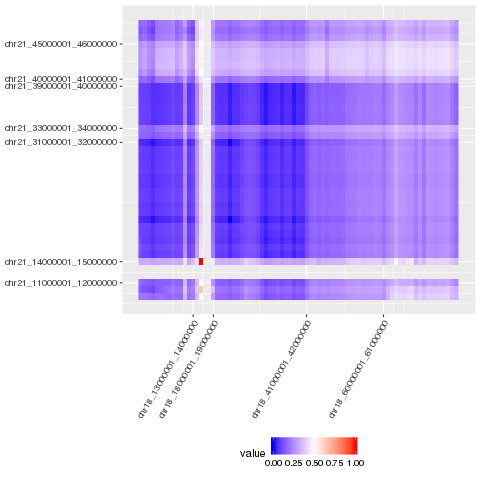 chr21_45000001_46000000
chr21_40000001_41000000
chr21_39000001_40000000
chr21_33000001_34000000
chr21_31000001_32000000
chr21_14000001_15000000
chr21_11000001_12000000
chr18_13000001_14000000
chr18_18000001_19000000
chr18_41000001_42000000
chr18_60000001_61000000
value
0.00 0.25 0.50 0.75 1.00